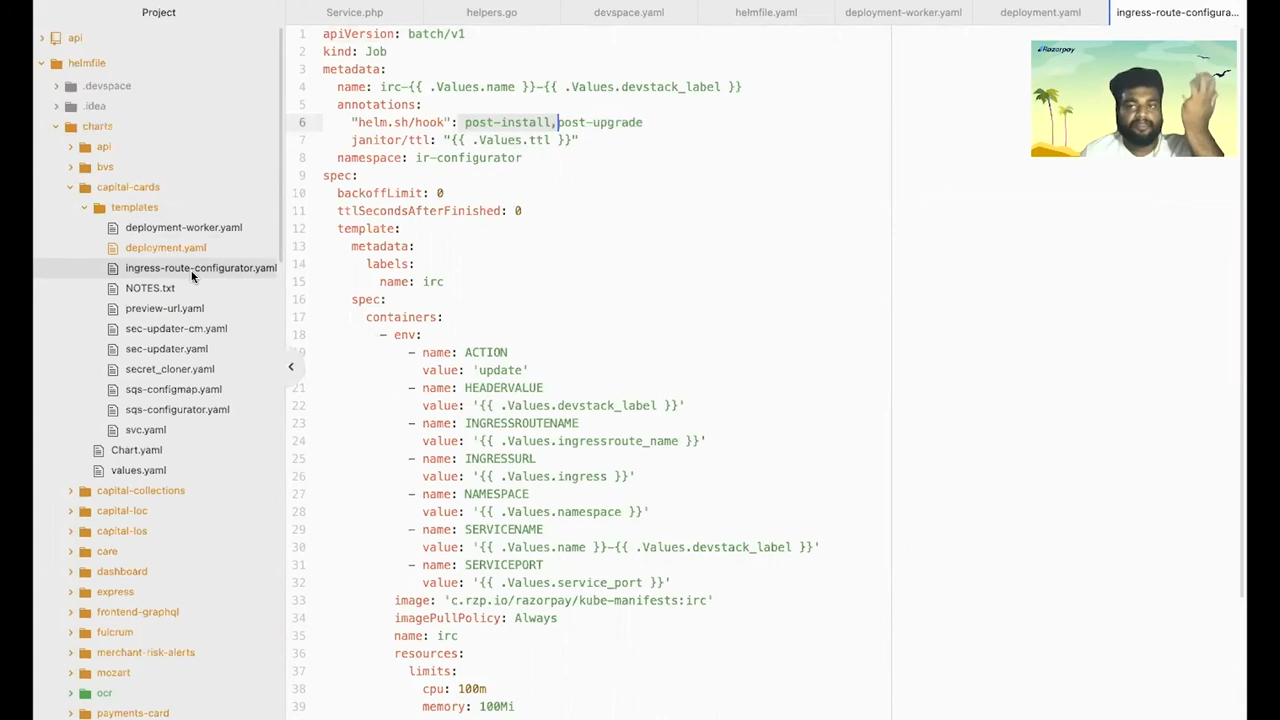 Project
Service.php
helpers.go
devspace.yaml
helmfile.yaml
deployment-worker.yaml
deployment.yaml
ingress-route-configura...
api
helmfile
.devspace
.idea
charts
api
bvs
capital-cards
templates
deployment-worker.yaml
deployment.yaml
ingress-route-configurator.yaml
NOTES.txt
preview-url.yaml
sec-updater-cm.yaml
sec-updater.yaml
secret_cloner.yaml
sqs-configmap.yaml
sqs-configurator.yaml
svc.yaml
Chart.yaml
values.yaml
capital-collections
capital-loc
capital-los
care
dashboard
express
frontend-graphql
fulcrum
merchant-risk-alerts
mozart
ocr
payments-card
1 apiVersion: batch/v1
2 kind: Job
3 metadata:
4 name: irc-{{ .Values.name }}-{{ .Values.devstack_label }}
5 annotations:
6 "helm.sh/hook": post-install,post-upgrade
7 janitor/ttl: "{{ .Values.ttl }}"
8 namespace: ir-configurator
9 spec:
10 backoffLimit: 0
11 ttlSecondsAfterFinished: 0
12 template:
13 metadata:
14 labels:
15 name: irc
16 spec:
17 containers:
18 - env:
19 - name: ACTION
20 value: 'update'
21 - name: HEADERVALUE
22 value: '{{ .Values.devstack_label }}'
23 - name: INGRESSROUTENAME
24 value: '{{ .Values.ingressroute_name }}'
25 - name: INGRESSURL
26 value: '{{ .Values.ingress }}'
27 - name: NAMESPACE
28 value: '{{ .Values.namespace }}'
29 - name: SERVICENAME
30 value: '{{ .Values.name }}-{{ .Values.devstack_label }}'
31 - name: SERVICEPORT
32 value: '{{ .Values.service_port }}'
33 image: 'c.rzp.io/razorpay/kube-manifests:irc'
34 imagePullPolicy: Always
35 name: irc
36 resources:
37 limits:
38 cpu: 100m
39 memory: 100Mi
Razorpay